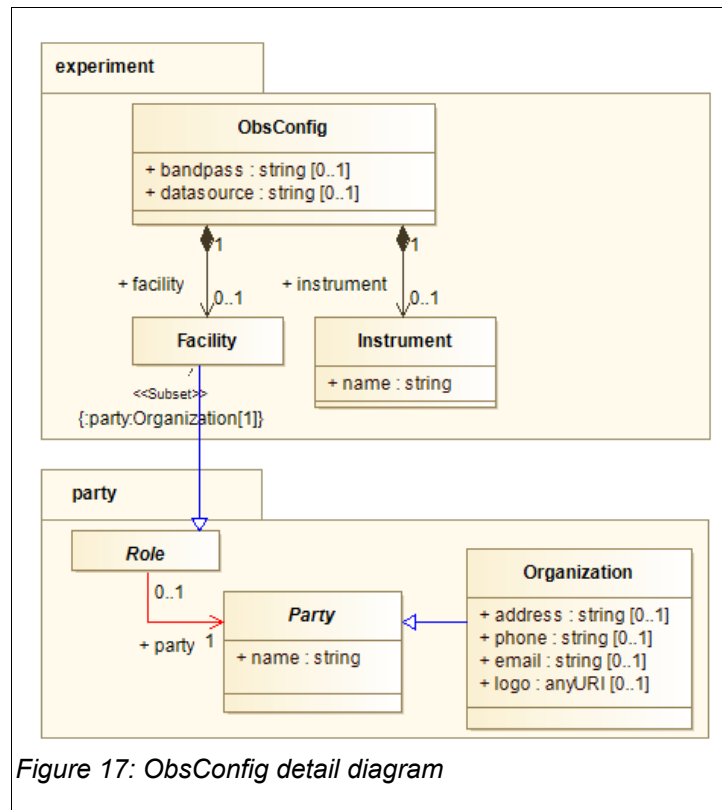 experiment
ObsConfig
+ bandpass : string [0..1]
+ datasource : string [0..1]
1
1
+ facility
+ instrument
0..1
0..1
Facility
Instrument
+ name : string
<<Subset>>
{:party:Organization[1]}
party
Role
Organization
0..1
+ address : string [0..1]
+ phone : string [0..1]
+ email : string [0..1]
+ logo : anyURI [0..1]
Party
+ party
1
+ name : string
Figure 17: ObsConfig detail diagram